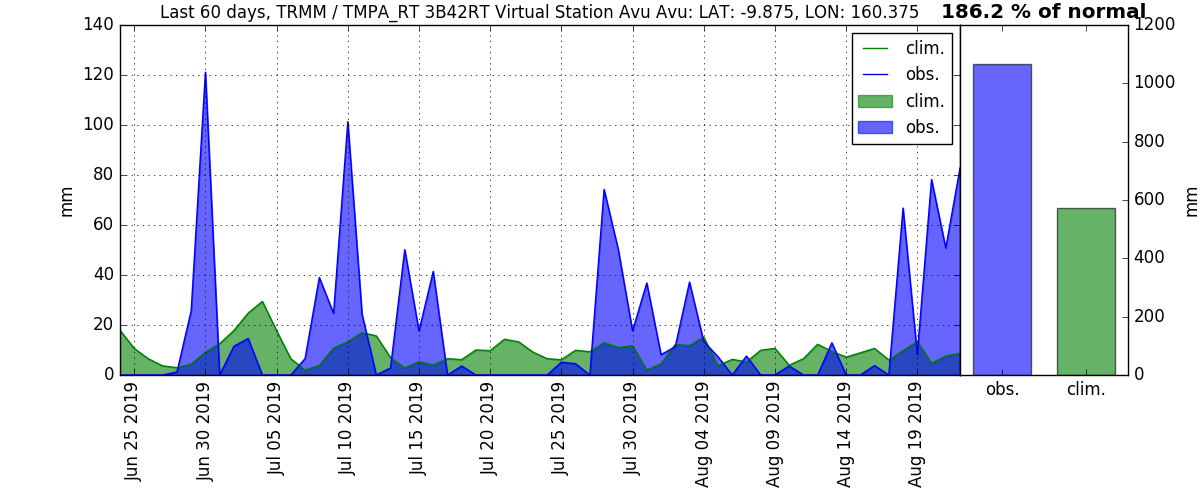 Last 60 days, TRMM / TMPA_RT 3B42RT Virtual Station Avu Avu: LAT: -9.875, LON: 160.375
186.2 % of normal
140
120
100
80
60
40
20
0
mm
clim.
obs.
clim.
obs.
1200
1000
800
600
400
200
0
mm
Jun 25 2019
Jun 30 2019
Jul 05 2019
Jul 10 2019
Jul 15 2019
Jul 20 2019
Jul 25 2019
Jul 30 2019
Aug 04 2019
Aug 09 2019
Aug 14 2019
Aug 19 2019
obs.
clim.